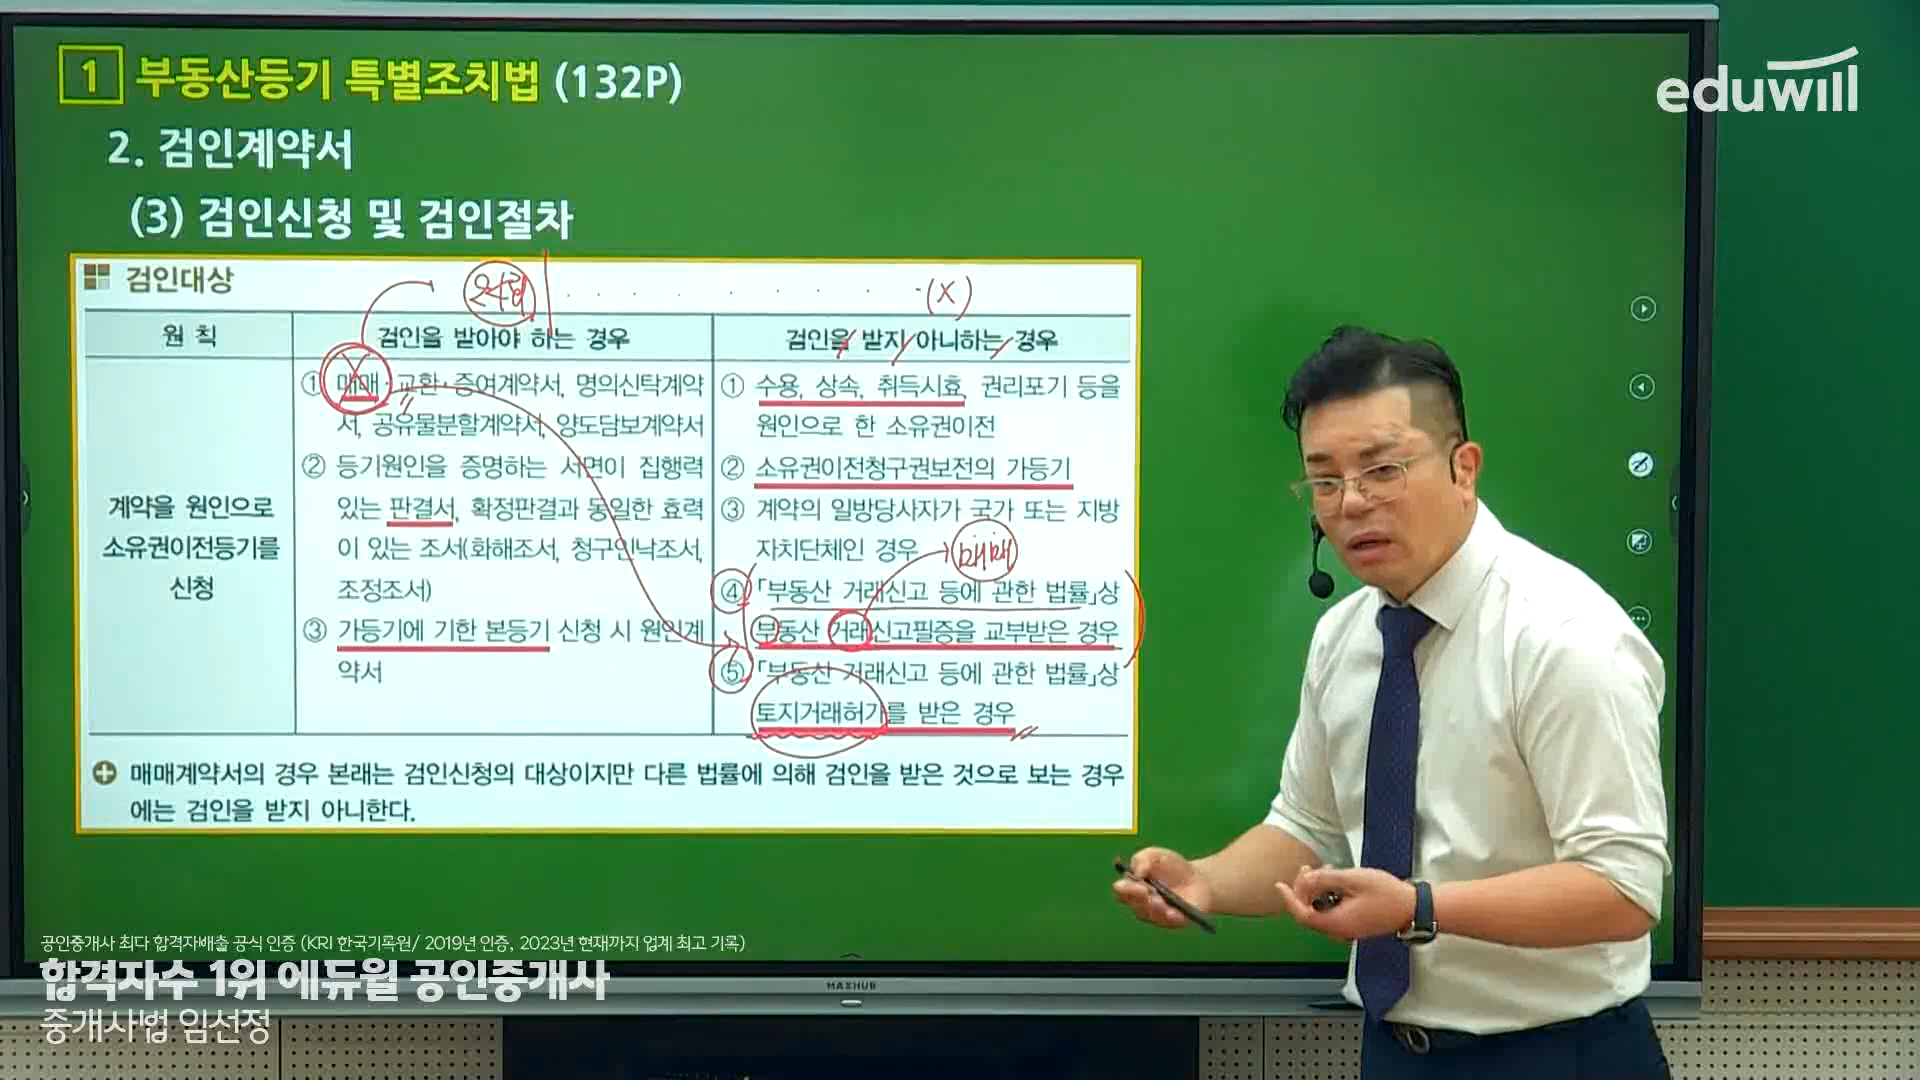 1 부동산등기 특별조치법 (132P)
eduwill
2. 검인계약서
(3) 검인신청 및 검인절차
검인대상
(X)
원 칙
검인을 받아야 하는 경우
검인을 받지 아니하는 경우
계약을 원인으로
소유권이전등기를
신청
① 매매·교환·증여계약서, 명의신탁계약
서, 공유물분할계약서, 양도담보계약서
② 등기원인을 증명하는 서면이 집행력
있는 판결서, 확정판결과 동일한 효력
이 있는 조서(화해조서, 청구인낙조서,
조정조서)
③ 가등기에 기한 본등기 신청 시 원인계
약서
① 수용, 상속, 취득시효, 권리포기 등을
원인으로 한 소유권이전
② 소유권이전청구권보전의 가등기
③ 계약의 일방당사자가 국가 또는 지방
자치단체인 경우
매매
④ 「부동산 거래신고 등에 관한 법률」상
부동산 거래신고필증을 교부받은 경우
⑤ 「부동산 거래신고 등에 관한 법률」상
토지거래허가를 받은 경우
매매계약서의 경우 본래는 검인신청의 대상이지만 다른 법률에 의해 검인을 받은 것으로 보는 경우
에는 검인을 받지 아니한다.
공인중개사 최다 합격자배출 공식 인증 (KRI 한국기록원/ 2019년 인증, 2023년 현재까지 업계 최고 기록)
합격자수 1위 에듀윌 공인중개사
중개사법 임선정
MAXHUB